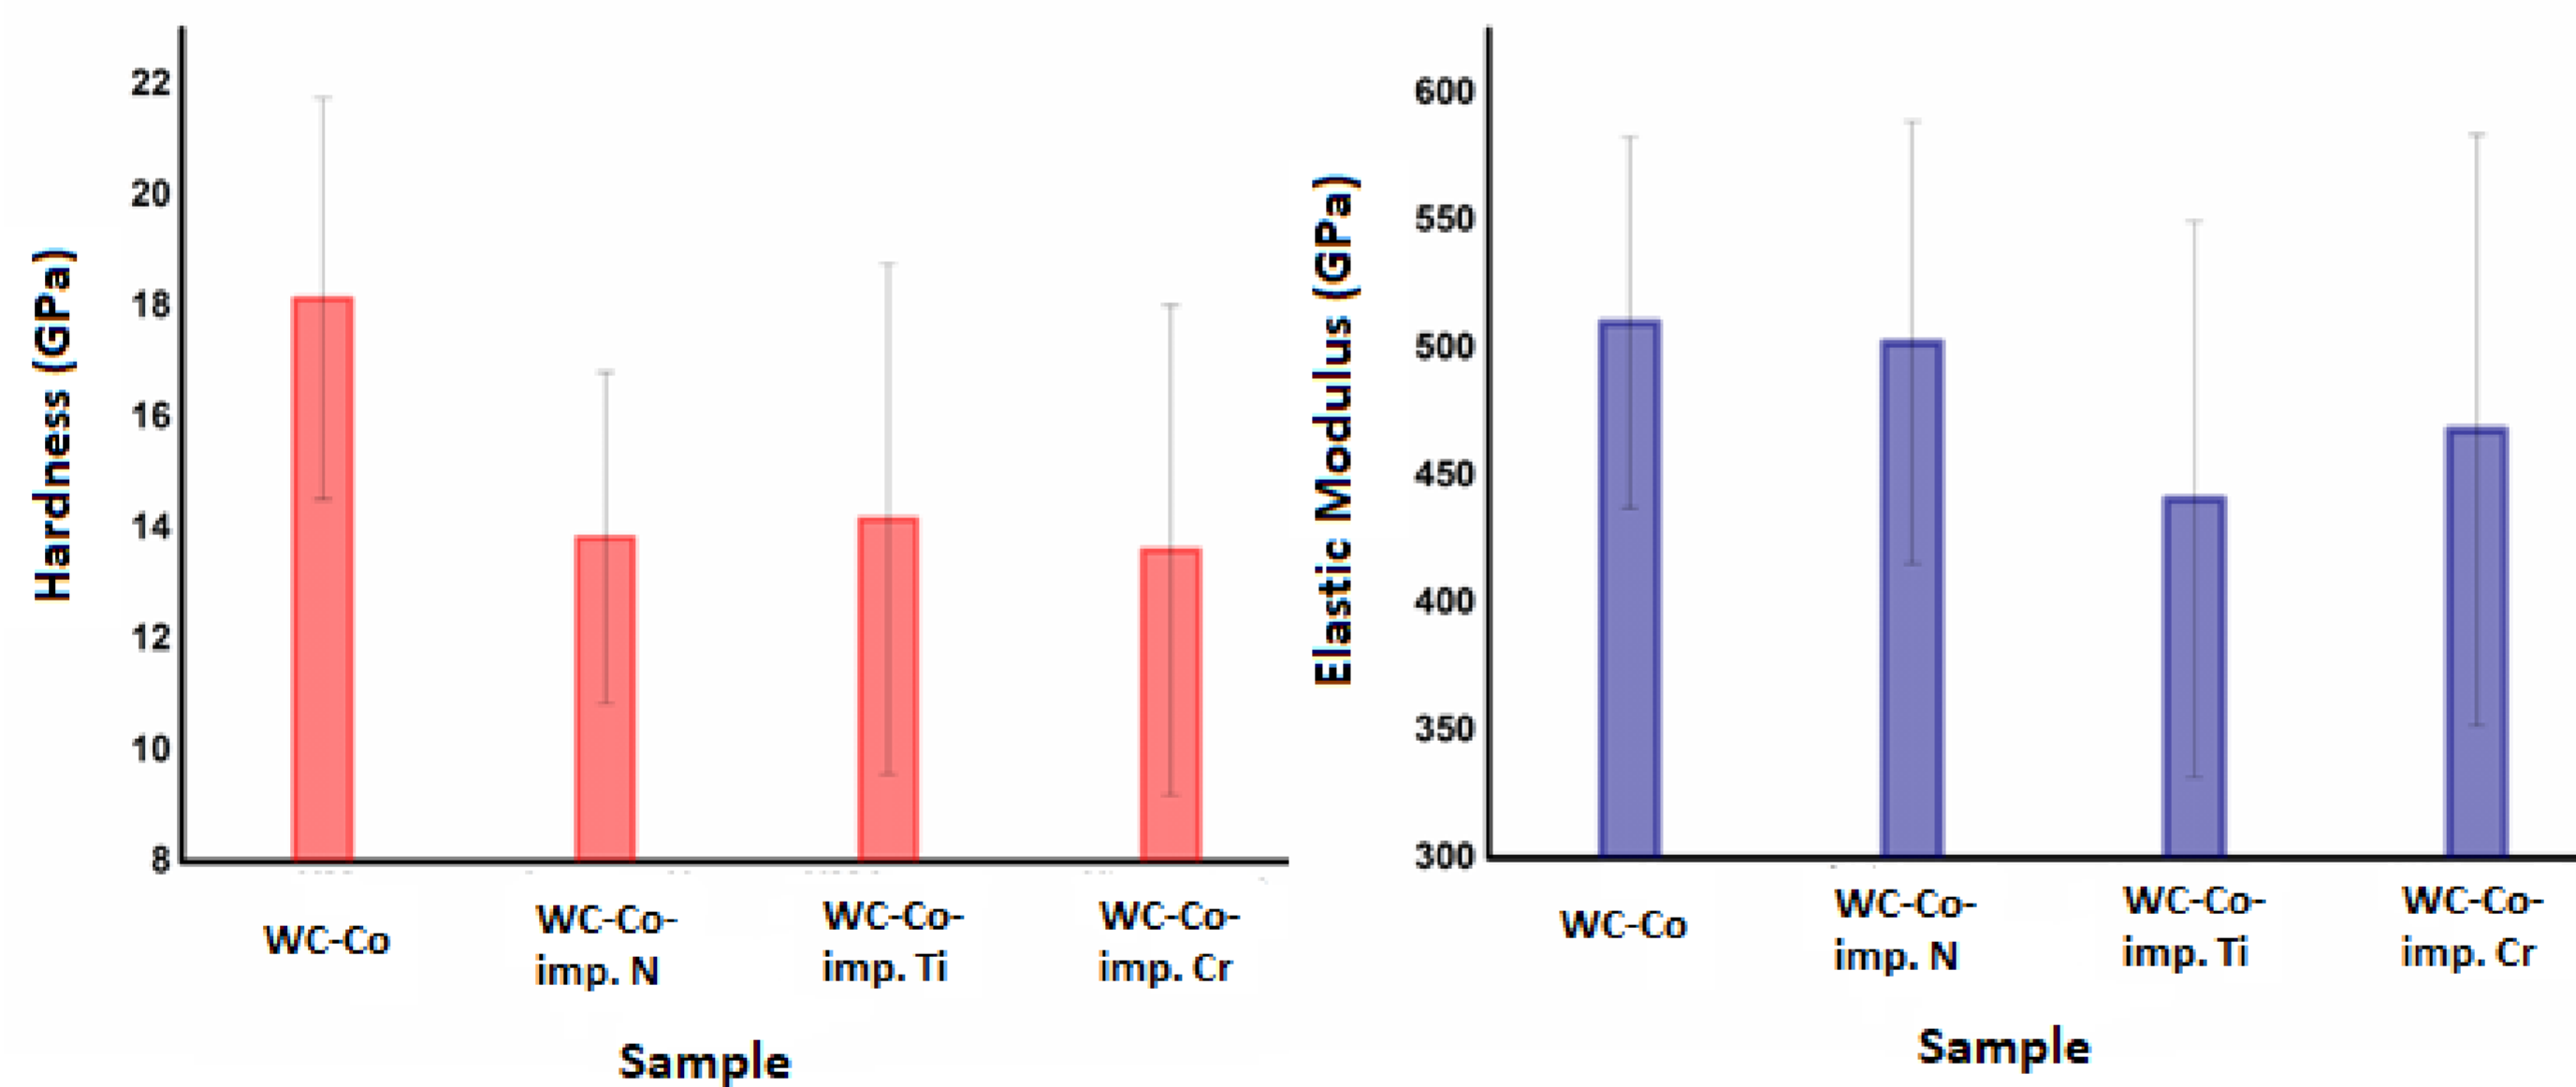 Hardness (GPa)
22
20
18
16
14
12
10
8
WC-Co
WC-Co-
imp. N
WC-Co-
imp. Ti
WC-Co-
imp. Cr
Sample
Elastic Modulus (GPa)
600
550
500
450
400
350
300
WC-Co
WC-Co-
imp. N
WC-Co-
imp. Ti
WC-Co-
imp. Cr
Sample